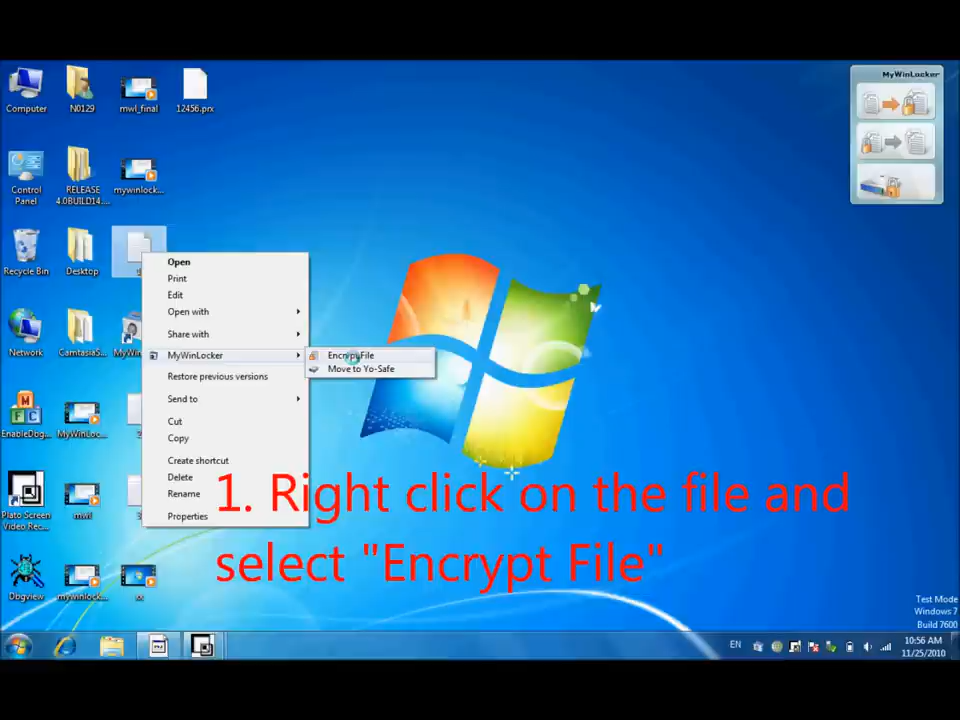 MyWinLocker
Computer
N0129
mwl_final
12456.prx
Control
Panel
RELEASE
4.0BUILD14....
mywinlock...
Recycle Bin
Desktop
Network
CamtasiaS...
EnableDbg...
MyWinLoc...
Plato Screen
Video Rec...
mwl
Dbgview
mywinlock...
xx
Open
Print
Edit
Open with
Share with
MyWinLocker
Restore previous versions
Send to
Cut
Copy
Create shortcut
Delete
Rename
Properties
Encrypt File
Move to Yo-Safe
1. Right click on the file and
select "Encrypt File"
Test Mode
Windows 7
Build 7600
EN
10:56 AM
11/25/2010